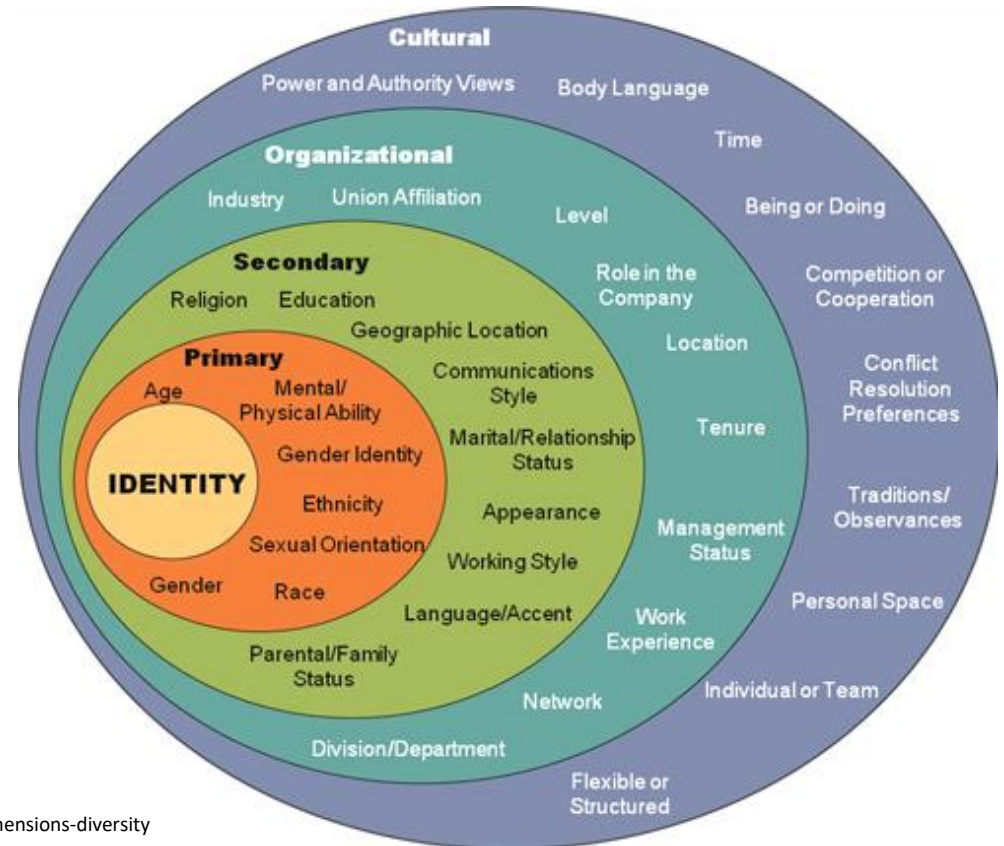 Cultural
Power and Authority Views
Body Language
Time
Being or Doing
Competition or
Cooperation
Conflict
Resolution
Preferences
Traditions/
Observances
Personal Space
Individual or Team
Flexible or
Structured
Organizational
Industry
Union Affiliation
Level
Role in the
Company
Location
Tenure
Management
Status
Work
Experience
Network
Division/Department
Secondary
Religion
Education
Geographic Location
Communications
Style
Marital/Relationship
Status
Appearance
Working Style
Language/Accent
Parental/Family
Status
Primary
Age
Mental/
Physical Ability
Gender Identity
Ethnicity
Sexual Orientation
Race
Gender
IDENTITY
nensions-diversity